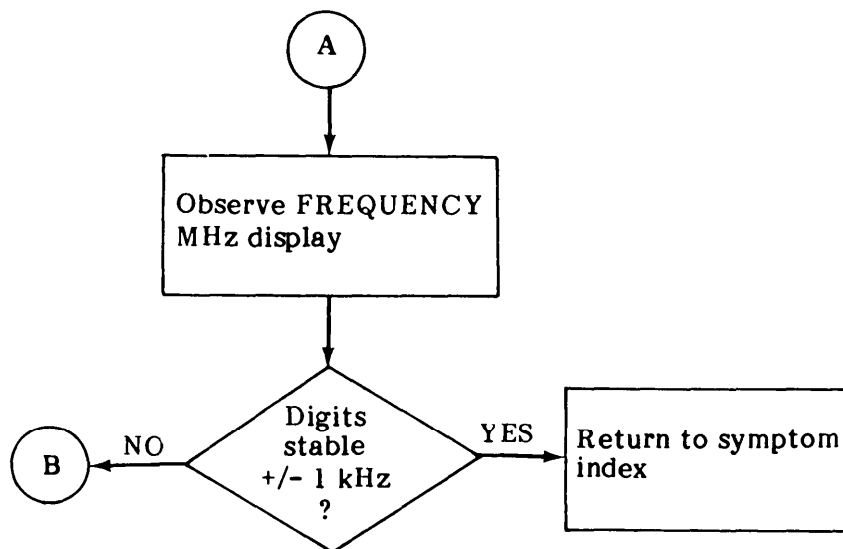 A
Observe FREQUENCY
MHz display
Digits
stable
+/- 1 kHz
?
NO
B
YES
Return to symptom
index